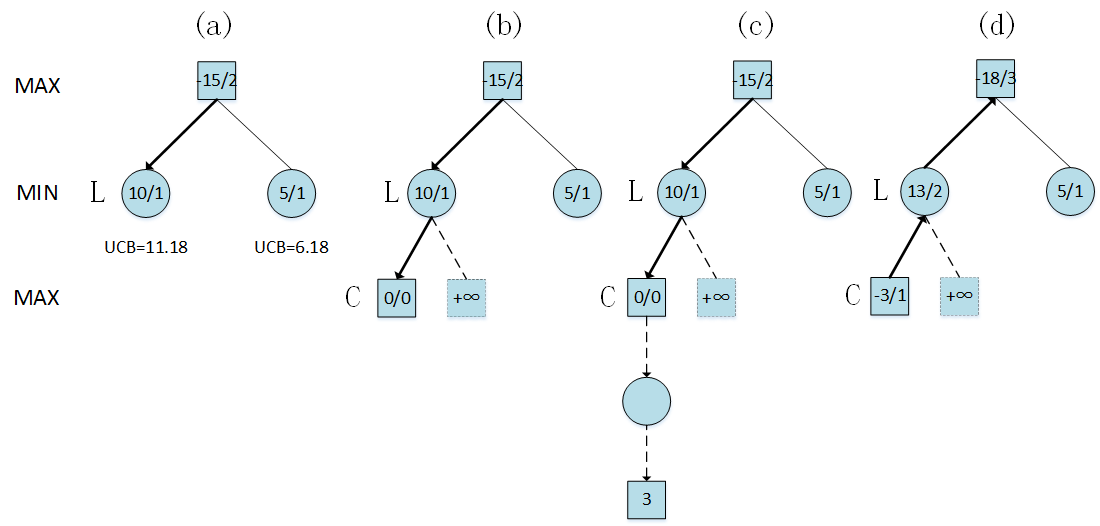 (a) (b) (c) (d)
MAX -15/2 -15/2 -15/2 -18/3
MIN L 10/1 5/1 L 10/1 5/1 L 10/1 5/1 L 13/2 5/1
UCB=11.18 UCB=6.18
MAX C 0/0 +∞ C 0/0 +∞ C -3/1 +∞
3